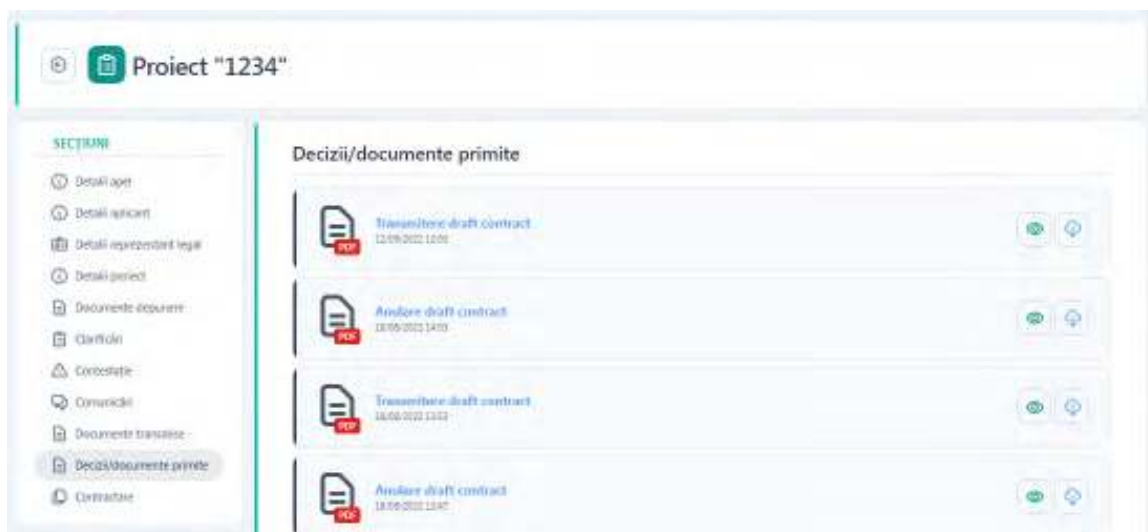 Proiect "1234"
SECȚIUNI
Detalii apel
Detalii aplicant
Detalii reprezentant legal
Detalii proiect
Documente depunere
Clarificări
Contestație
Comunicări
Documente transmise
Decizii/documente primite
Contractare
Decizii/documente primite
Transmitere draft contract
PDF
Anulare draft contract
PDF
Transmitere draft contract
PDF
Anulare draft contract
PDF